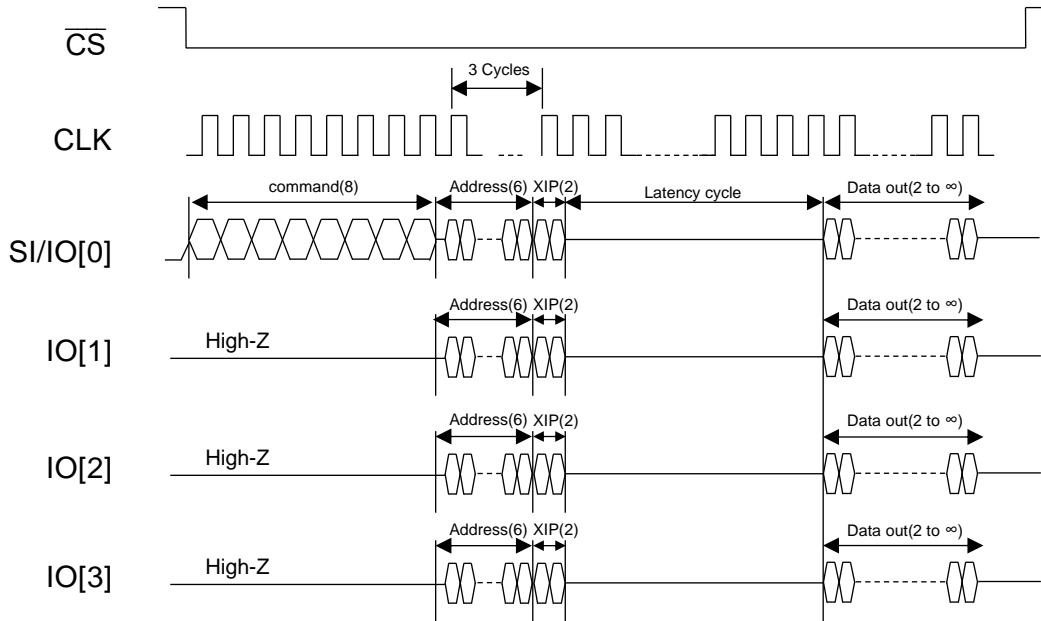 CS
3 Cycles
CLK
command(8) Address(6) XIP(2) Latency cycle Data out(2 to ∞)
SI/IO[0]
Address(6) XIP(2) Data out(2 to ∞)
IO[1] High-Z
Address(6) XIP(2) Data out(2 to ∞)
IO[2] High-Z
Address(6) XIP(2) Data out(2 to ∞)
IO[3] High-Z